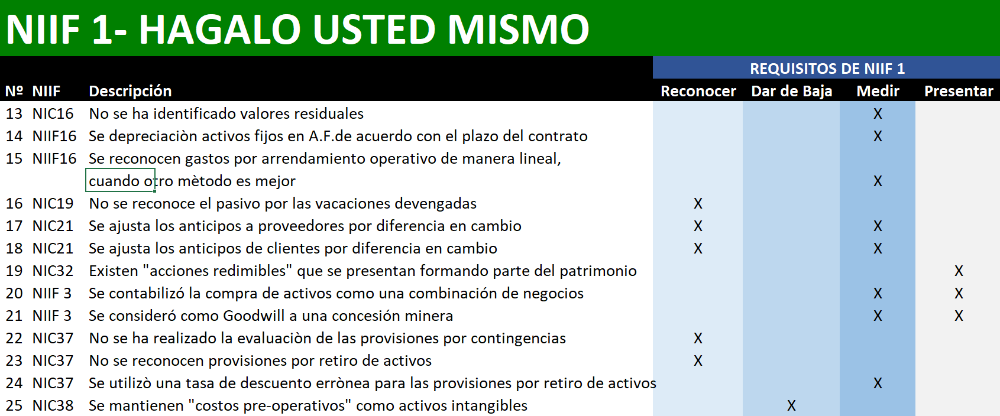 NIIF 1- HAGALO USTED MISMO
REQUISITOS DE NIIF 1
Nº NIIF Descripción Reconocer Dar de Baja Medir Presentar
13 NIC16 No se ha identificado valores residuales X
14 NIIF16 Se depreciaciòn activos fijos en A.F.de acuerdo con el plazo del contrato X
15 NIIF16 Se reconocen gastos por arrendamiento operativo de manera lineal,
cuando otro mètodo es mejor X
16 NIC19 No se reconoce el pasivo por las vacaciones devengadas X
17 NIC21 Se ajusta los anticipos a proveedores por diferencia en cambio X X
18 NIC21 Se ajusta los anticipos de clientes por diferencia en cambio X X
19 NIC32 Existen "acciones redimibles" que se presentan formando parte del patrimonio X
20 NIIF 3 Se contabilizó la compra de activos como una combinación de negocios X X
21 NIIF 3 Se consideró como Goodwill a una concesión minera X X
22 NIC37 No se ha realizado la evaluaciòn de las provisiones por contingencias X
23 NIC37 No se reconocen provisiones por retiro de activos X
24 NIC37 Se utilizò una tasa de descuento errònea para las provisiones por retiro de activos X
25 NIC38 Se mantienen "costos pre-operativos" como activos intangibles X